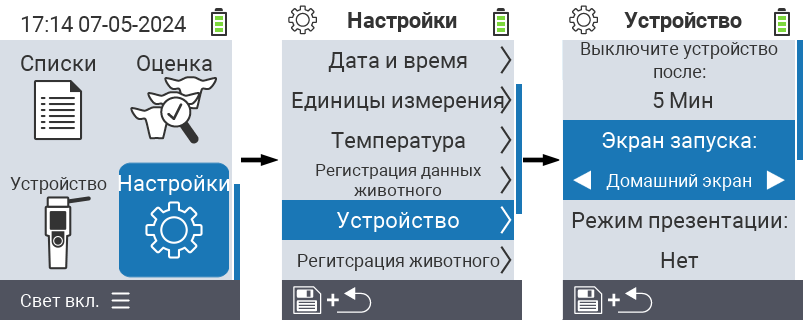 17:14 07-05-2024
Списки
Оценка
Устройство
Настройки
Свет вкл.
Настройки
Дата и время
Единицы измерения
Температура
Регистрация данных
животного
Устройство
Регитсрация животного
+
Устройство
Выключите устройство
после:
5 Мин
Экран запуска:
Домашний экран
Режим презентации:
Нет
+